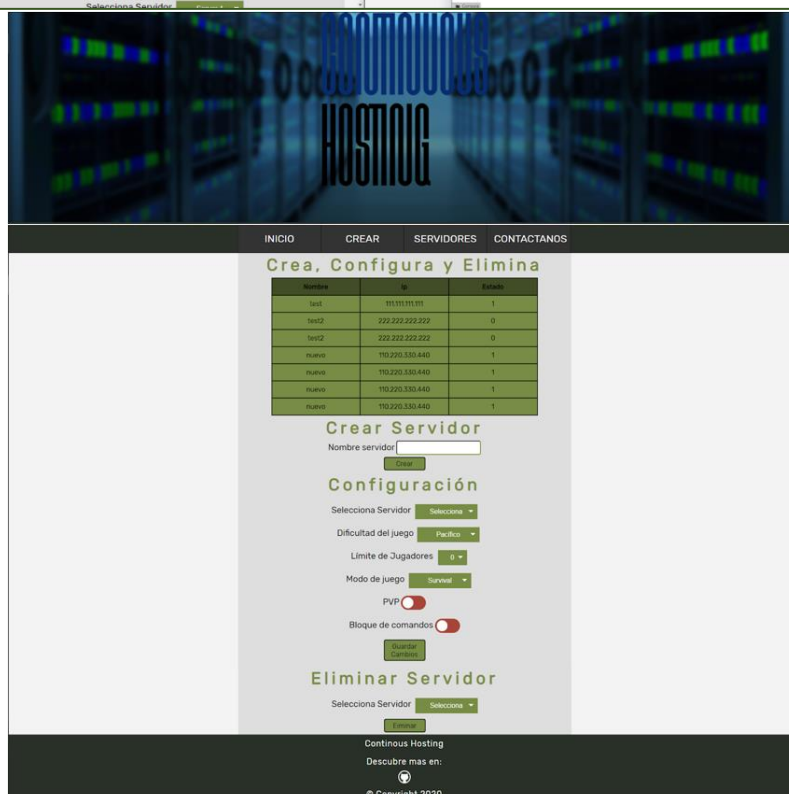 Selecciona Servidor
HOSTING
INICIO CREAR SERVIDORES CONTACTANOS
Crea, Configura y Elimina
Nombre Ip Estado
test 111.111.111.111 1
test2 222.222.222.222 0
test2 222.222.222.222 0
nuevo 110.220.330.440 1
nuevo 110.220.330.440 1
nuevo 110.220.330.440 1
nuevo 110.220.330.440 1
Crear Servidor
Nombre servidor
Crear
Configuración
Selecciona Servidor Selecciona
Dificultad del juego Pacifico
Límite de Jugadores 0
Modo de juego Survival
PVP
Bloque de comandos
Guardar
Cambios
Eliminar Servidor
Selecciona Servidor Selecciona
Eliminar
Continous Hosting
Descubre mas en:
© Copyright 2020